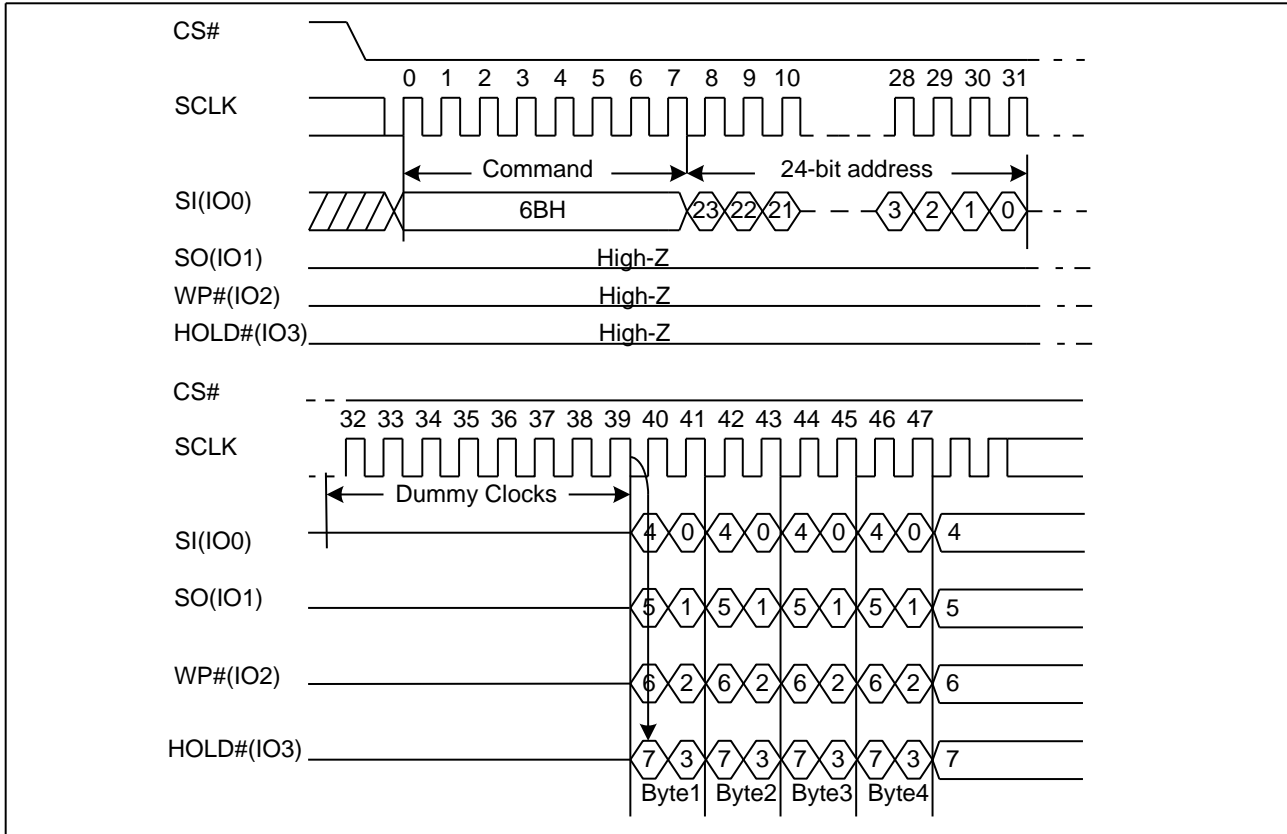 CS#
0 1 2 3 4 5 6 7 8 9 10 28 29 30 31
SCLK
Command 24-bit address
SI(IO0) 6BH 23 22 21 3 2 1 0
SO(IO1) High-Z
WP#(IO2) High-Z
HOLD#(IO3) High-Z
CS#
32 33 34 35 36 37 38 39 40 41 42 43 44 45 46 47
SCLK
Dummy Clocks
SI(IO0) 4 0 4 0 4 0 4 0 4
SO(IO1) 5 1 5 1 5 1 5 1 5
WP#(IO2) 6 2 6 2 6 2 6 2 6
HOLD#(IO3) 7 3 7 3 7 3 7 3 7
Byte1 Byte2 Byte3 Byte4